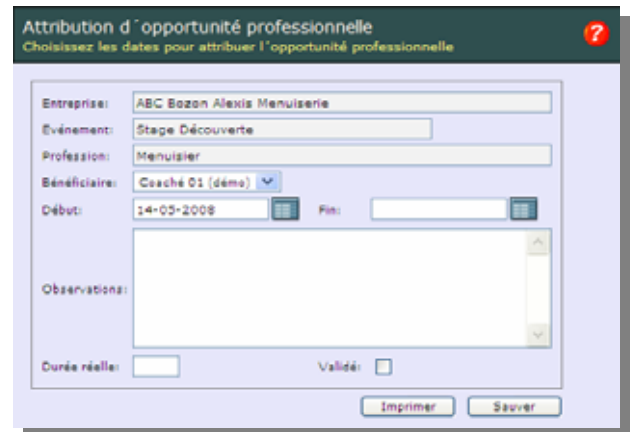 Attribution d´opportunité professionnelle
Choisissez les dates pour attribuer l´opportunité professionnelle
?
Entreprise: ABC Bozon Alexis Menuiserie
Evénement: Stage Découverte
Profession: Menuisier
Bénéficiaire: Coaché 01 (démo)
Début: 14-05-2008 Fin:
Observations:
Durée réelle: Validé:
Imprimer Sauver